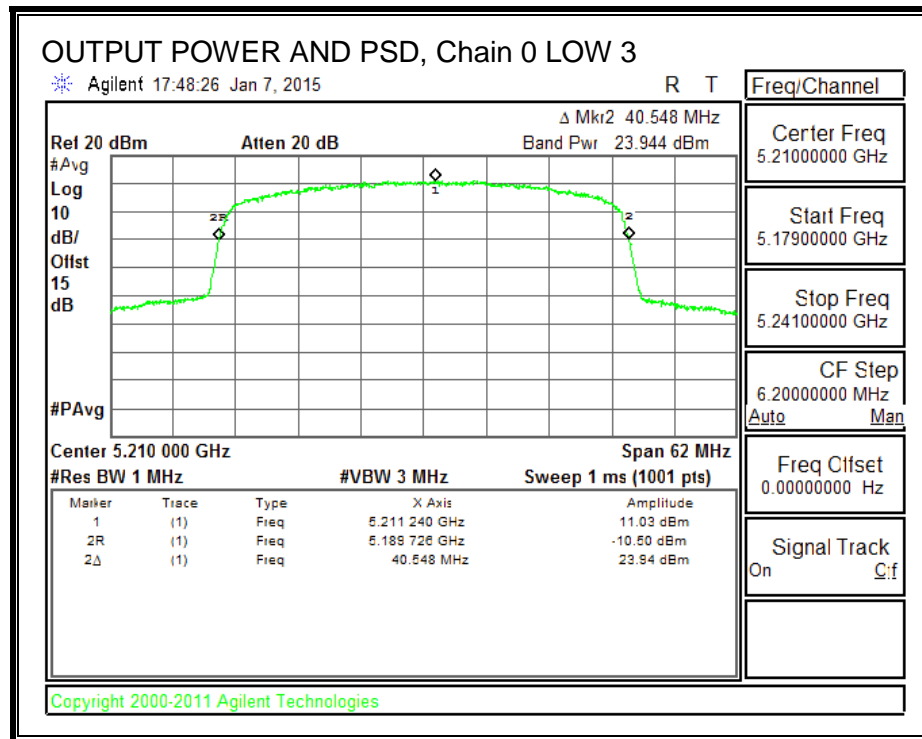 OUTPUT POWER AND PSD, Chain 0 LOW 3
Agilent 17:48:26 Jan 7, 2015 R T
Freq/Channel
Δ Mkr2 40.548 MHz
Ref 20 dBm Atten 20 dB Band Pwr 23.944 dBm
#Avg
Log
10
dB/
Offst
15
dB
#PAvg
1
2R
2
Center 5.210 000 GHz Span 62 MHz
#Res BW 1 MHz #VBW 3 MHz Sweep 1 ms (1001 pts)
Marker Trace Type X Axis Amplitude
1 (1) Freq 5.211 240 GHz 11.03 dBm
2R (1) Freq 5.189 726 GHz -10.50 dBm
2Δ (1) Freq 40.548 MHz 23.94 dBm
Center Freq
5.21000000 GHz
Start Freq
5.17900000 GHz
Stop Freq
5.24100000 GHz
CF Step
6.20000000 MHz
Auto Man
Freq Offset
0.00000000 Hz
Signal Track
On Off
Copyright 2000-2011 Agilent Technologies